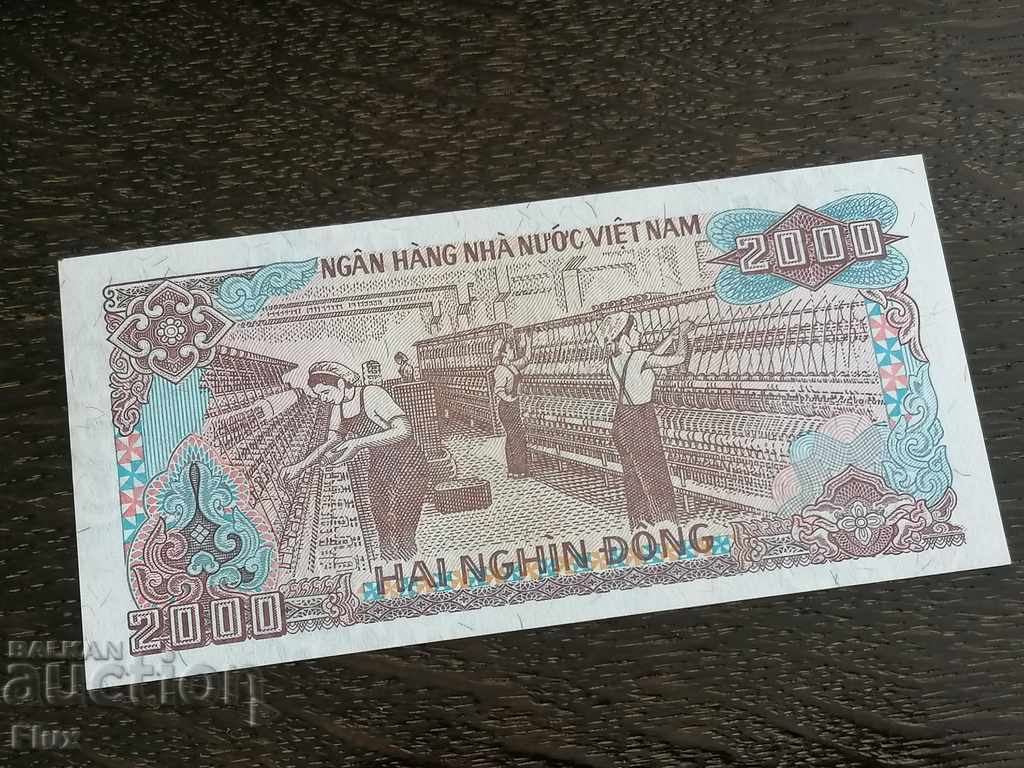 NGÂN HÀNG NHÀ NƯỚC VIỆT NAM
2000
HAI NGHÌN ĐỒNG
2000
BALKAN
auction
Flux